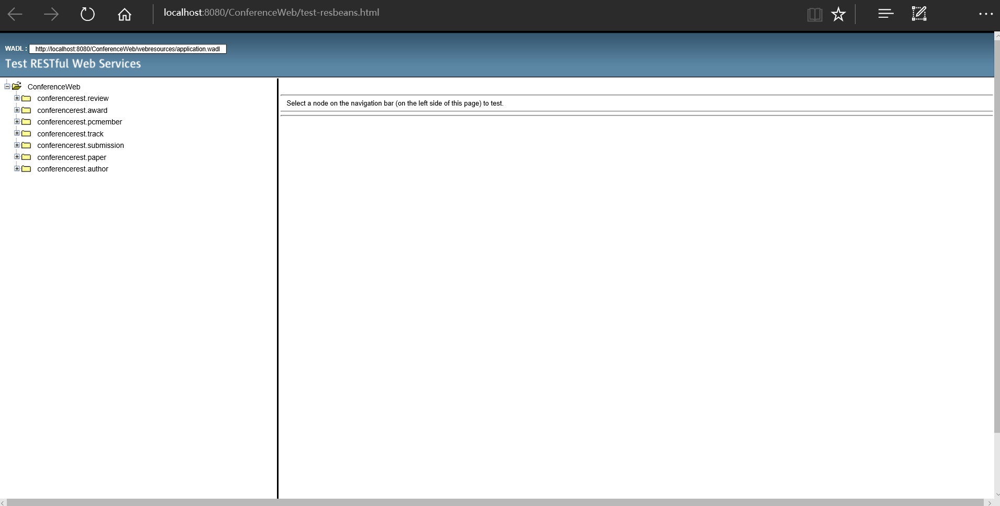 localhost:8080/ConferenceWeb/test-resbeans.html
WADL : http://localhost:8080/ConferenceWeb/webresources/application.wadl
Test RESTful Web Services
ConferenceWeb
conferencerest.review
conferencerest.award
conferencerest.pcmember
conferencerest.track
conferencerest.submission
conferencerest.paper
conferencerest.author
Select a node on the navigation bar (on the left side of this page) to test.